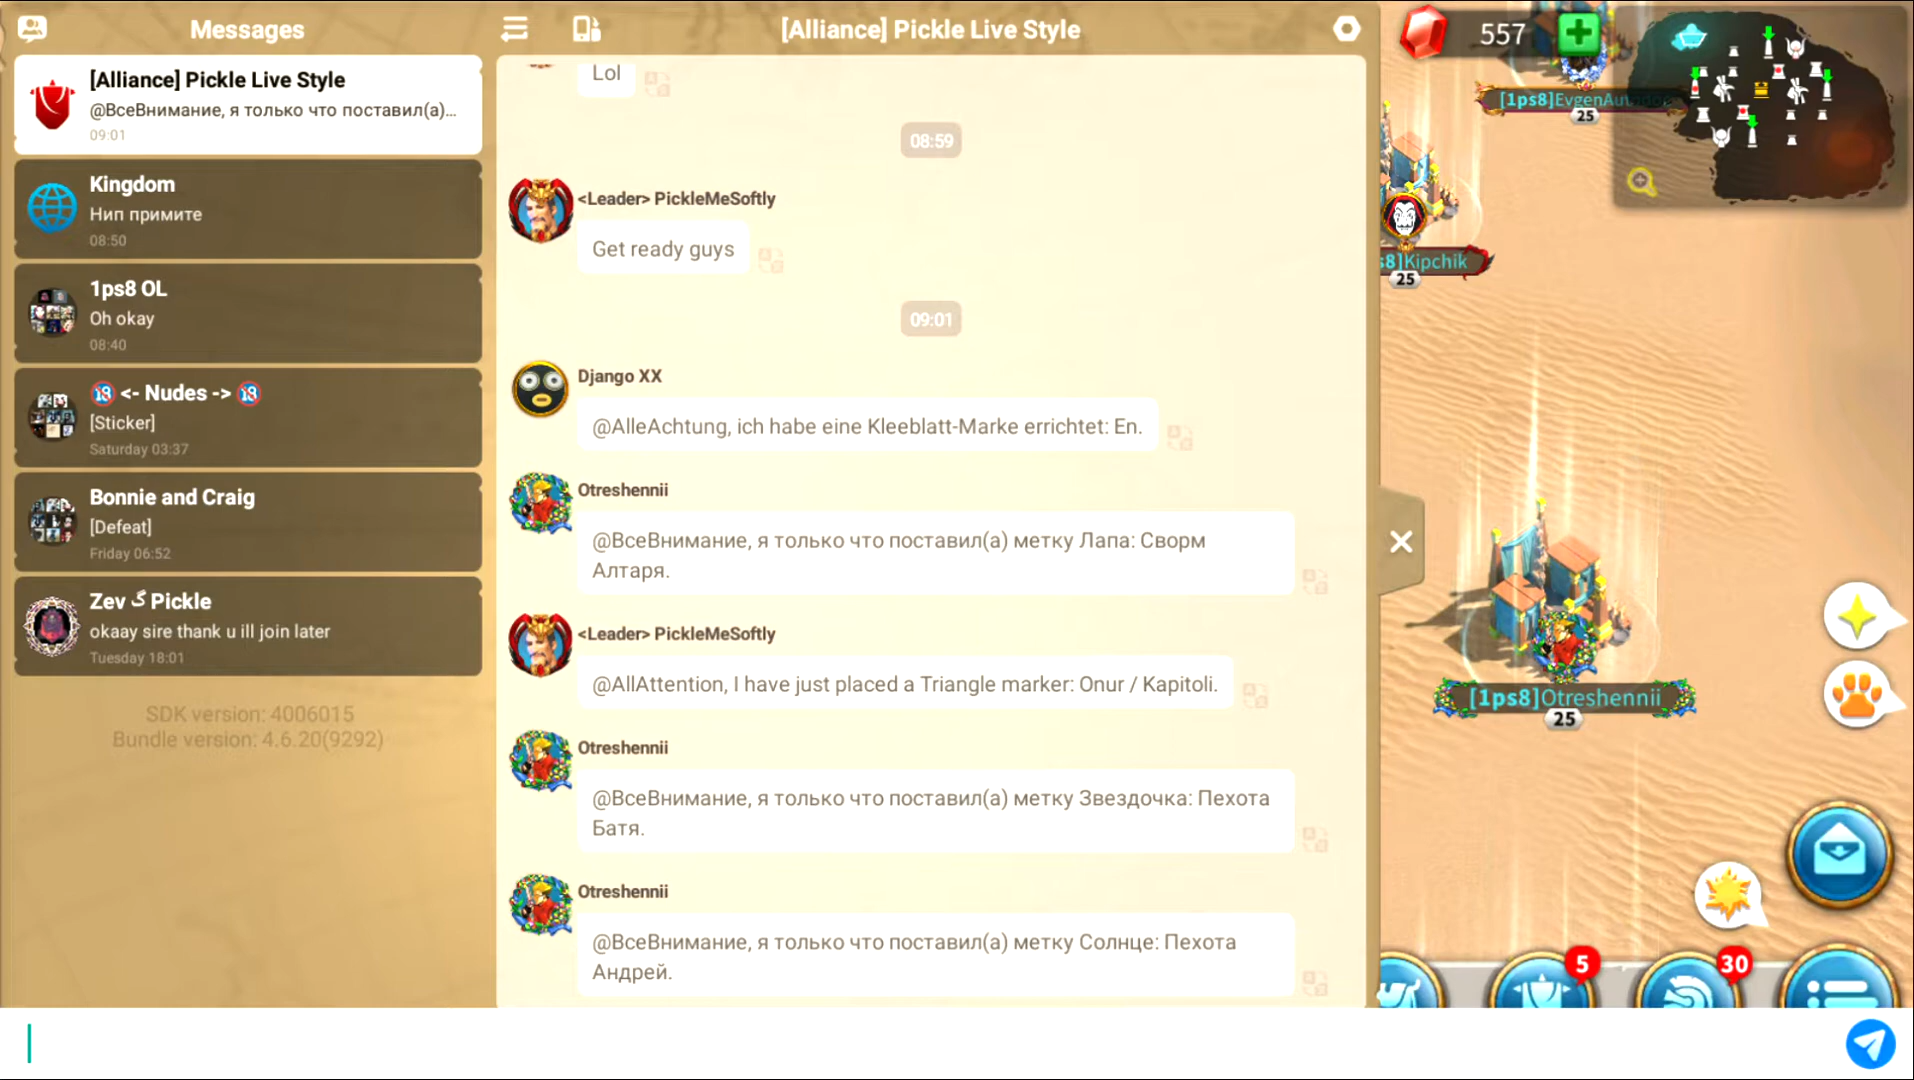 Messages
[Alliance] Pickle Live Style
@ВсеВнимание, я только что поставил(а)...
09:01
Kingdom
Нип примите
08:50
1ps8 OL
Oh okay
08:40
🔞 <- Nudes -> 🔞
[Sticker]
Saturday 03:37
Bonnie and Craig
[Defeat]
Friday 06:52
Zev گ Pickle
okaay sire thank u ill join later
Tuesday 18:01
SDK version: 4006015
Bundle version: 4.6.20(9292)
[Alliance] Pickle Live Style
Lol
08:59
<Leader> PickleMeSoftly
Get ready guys
09:01
Django XX
@AlleAchtung, ich habe eine Kleeblatt-Marke errichtet: En.
Otreshennii
@ВсеВнимание, я только что поставил(а) метку Лапа: Сворм
Алтаря.
<Leader> PickleMeSoftly
@AllAttention, I have just placed a Triangle marker: Onur / Kapitoli.
Otreshennii
@ВсеВнимание, я только что поставил(а) метку Звездочка: Пехота
Батя.
Otreshennii
@ВсеВнимание, я только что поставил(а) метку Солнце: Пехота
Андрей.
557
25
s8]Kipchik
25
[1ps8]Otreshennii
25
5
30